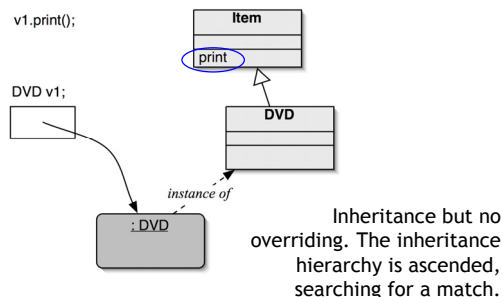 v1.print();
Item
print
DVD v1;
DVD
instance of
: DVD
Inheritance but no
overriding. The inheritance
hierarchy is ascended,
searching for a match.